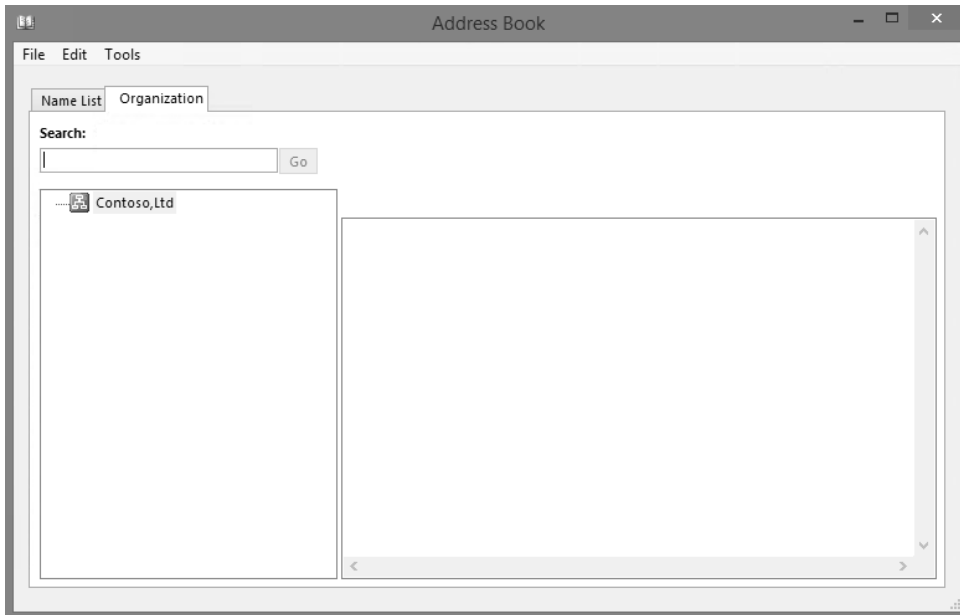 Address Book
File Edit Tools
Name List Organization
Search:
Go
Contoso,Ltd